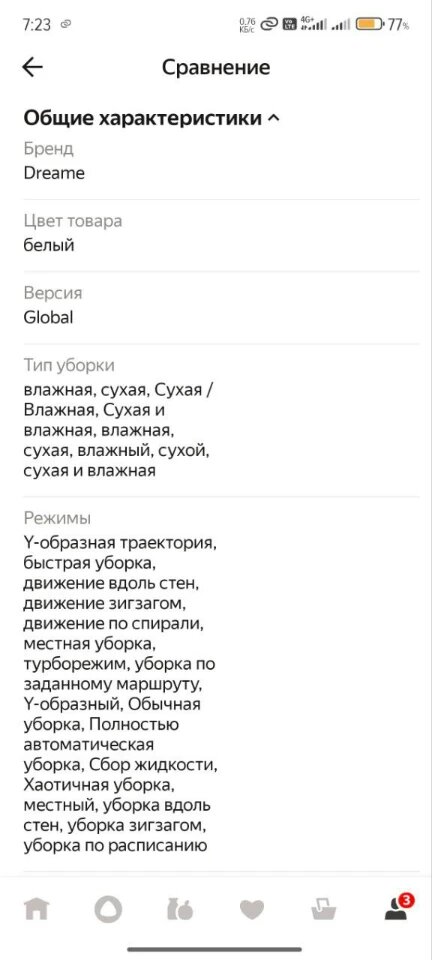 7:23
0,76 КБ/с Vo LTE 4G+ 77%
Сравнение
Общие характеристики
Бренд
Dreame
Цвет товара
белый
Версия
Global
Тип уборки
влажная, сухая, Сухая /
Влажная, Сухая и
влажная, влажная,
сухая, влажный, сухой,
сухая и влажная
Режимы
Y-образная траектория,
быстрая уборка,
движение вдоль стен,
движение зигзагом,
движение по спирали,
местная уборка,
турборежим, уборка по
заданному маршруту,
Y-образный, Обычная
уборка, Полностью
автоматическая
уборка, Сбор жидкости,
Хаотичная уборка,
местный, уборка вдоль
стен, уборка зигзагом,
уборка по расписанию
3